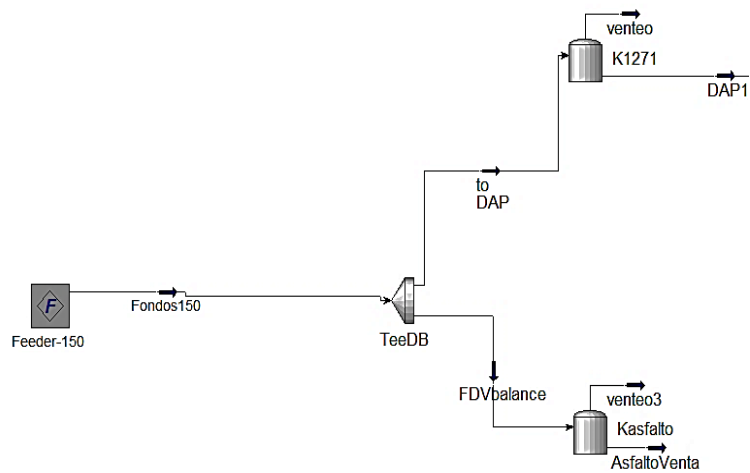 venteo
K1271
DAP1
to
DAP
F
Fondos150
Feeder-150
TeeDB
FDVbalance
venteo3
Kasfalto
AsfaltoVenta